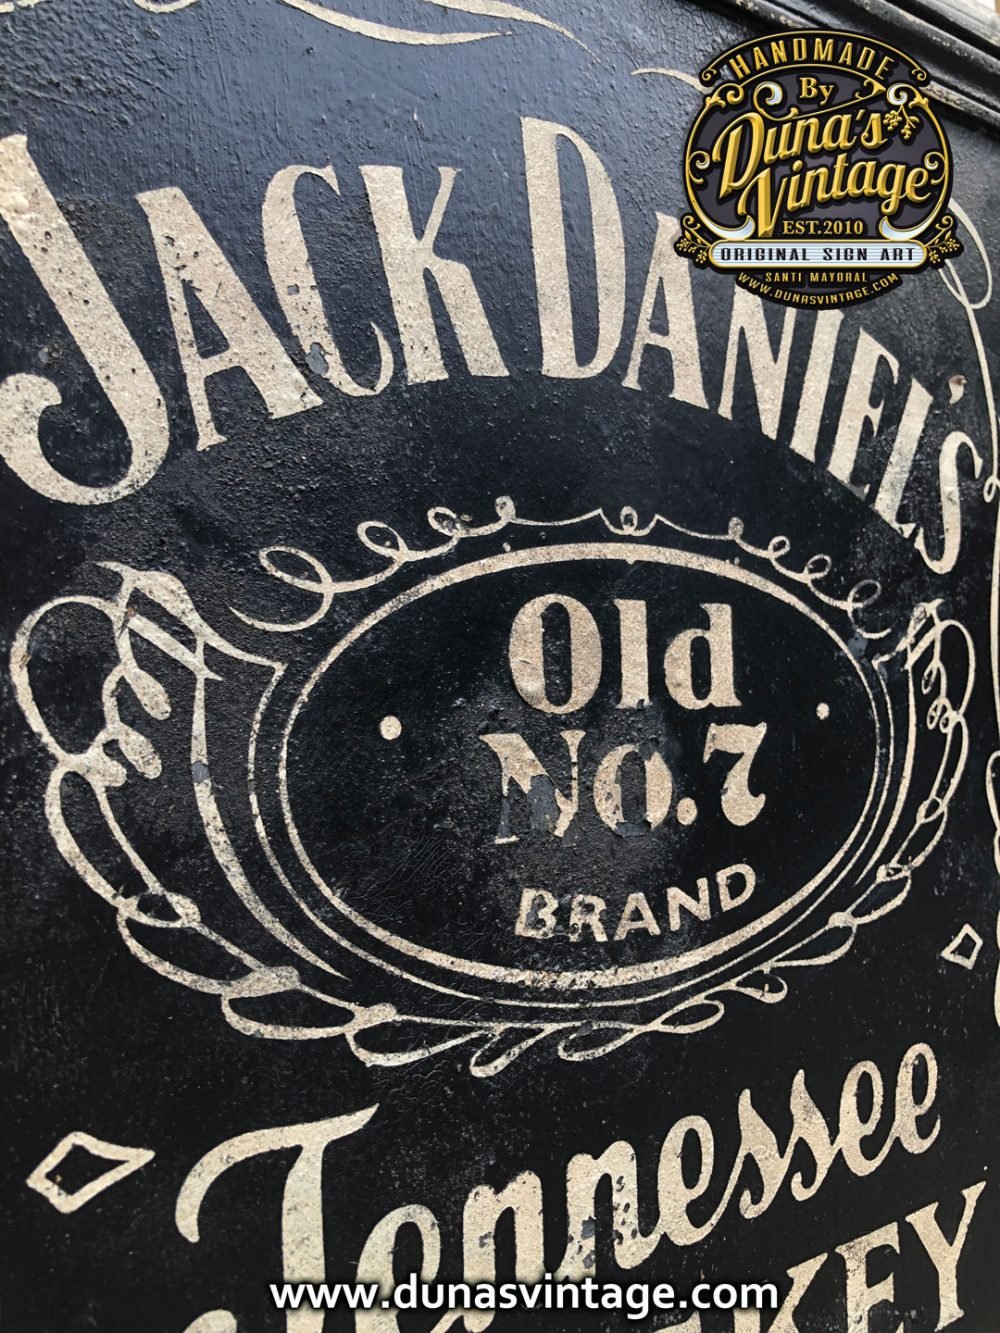 HANDMADE
By
Duna's
Vintage
EST. 2010
ORIGINAL SIGN ART
SANTI MAYORAL
WWW.DUNASVINTAGE.COM
JACK DANIEL'S
Old
No. 7
BRAND
Tennessee
KEY
www.dunasvintage.com